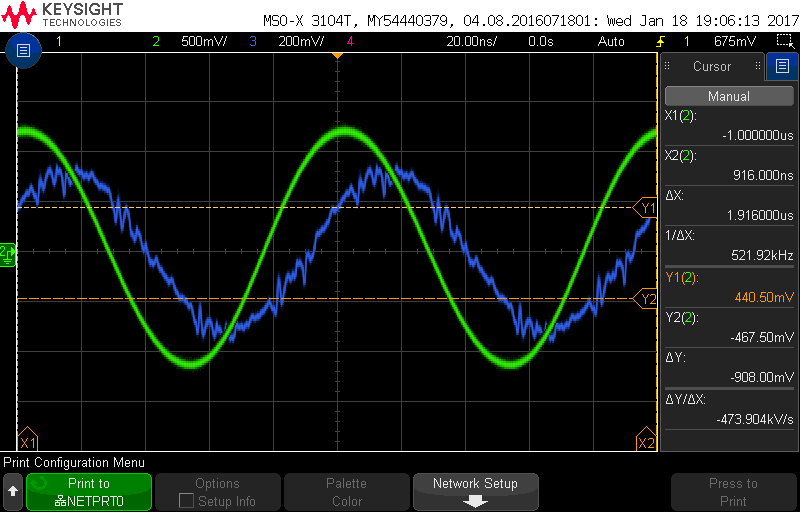 KEYSIGHT
TECHNOLOGIES
MSO-X 3104T, MY54440379, 04.08.2016071801: Wed Jan 18 19:06:13 2017
1 2 500mV/ 3 200mV/ 4 20.00ns/ 0.0s Auto 1 675mV
Cursor
Manual
X1(2):
-1.000000us
X2(2):
916.000ns
ΔX:
1.916000us
1/ΔX:
521.92kHz
Y1(2):
440.50mV
Y2(2):
-467.50mV
ΔY:
-908.00mV
ΔY/ΔX:
-473.904kV/s
Y1
2
Y2
X1
X2
Print Configuration Menu
Print to
NETPRT0
Options
Setup Info
Palette
Color
Network Setup
Press to
Print